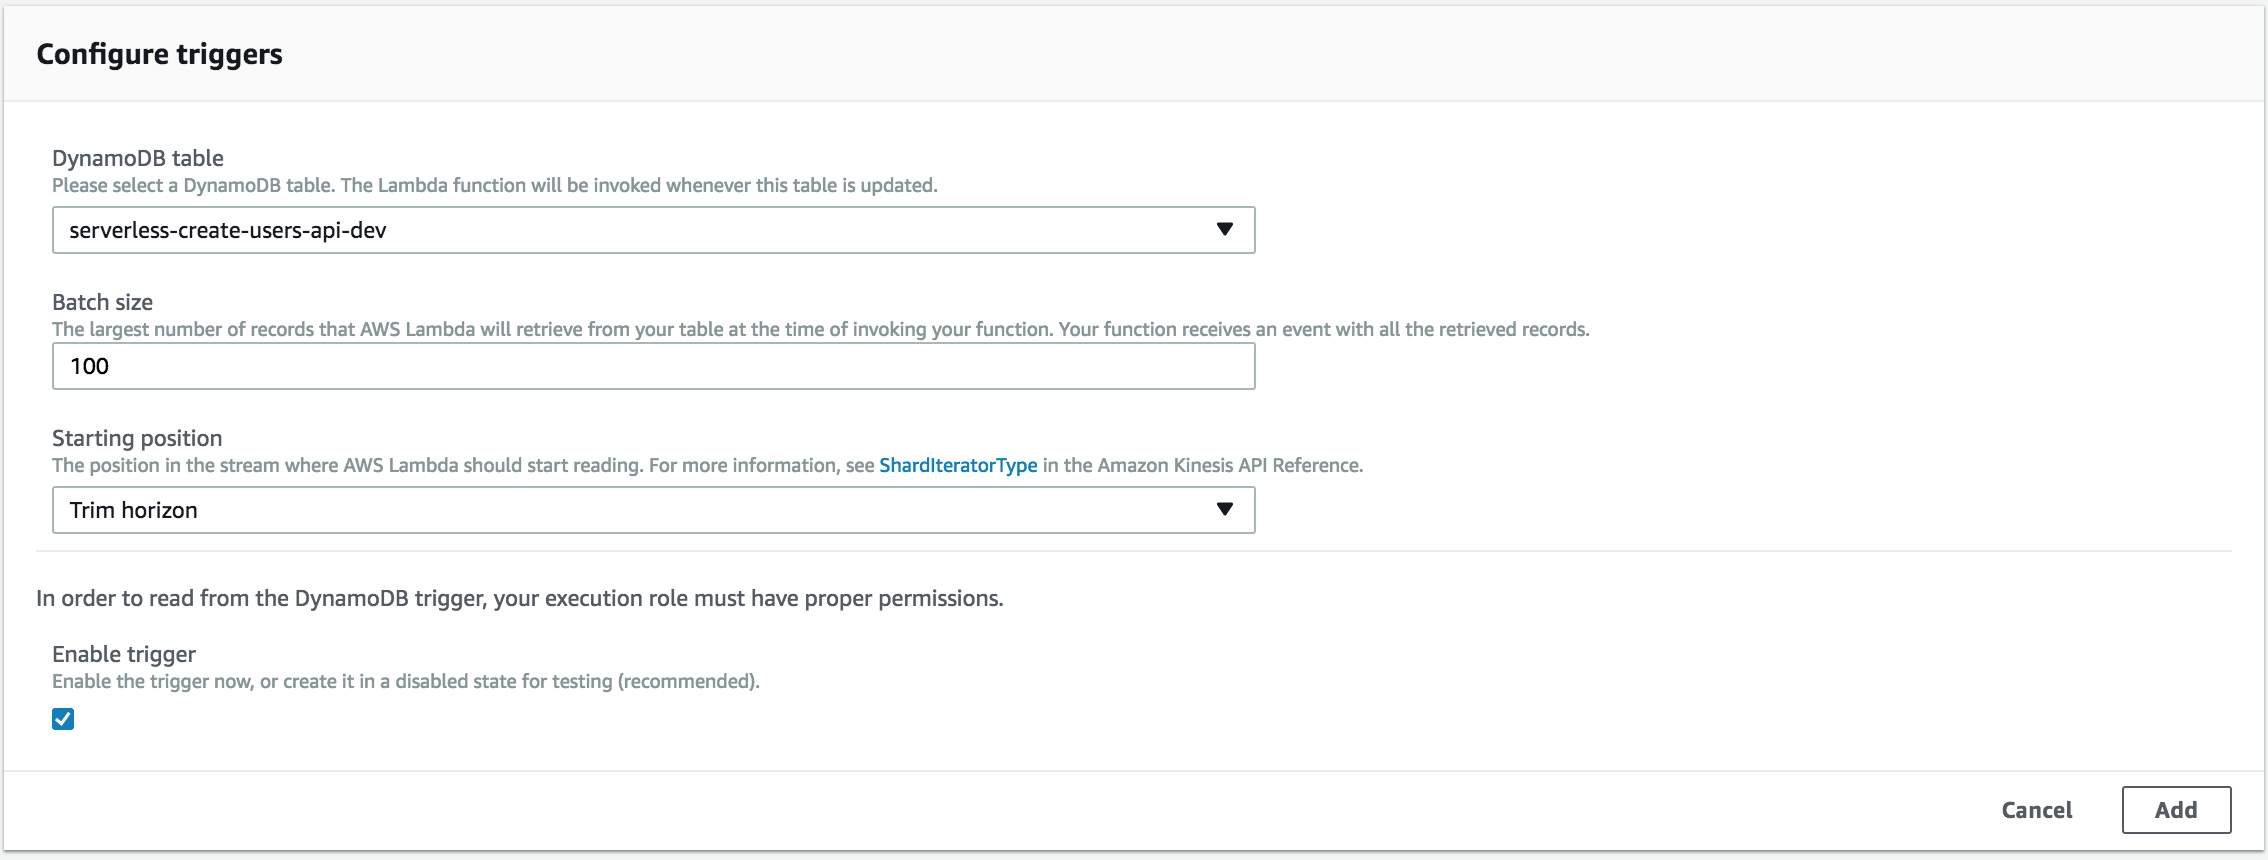 Configure triggers
DynamoDB table
Please select a DynamoDB table. The Lambda function will be invoked whenever this table is updated.
serverless-create-users-api-dev
Batch size
The largest number of records that AWS Lambda will retrieve from your table at the time of invoking your function. Your function receives an event with all the retrieved records.
100
Starting position
The position in the stream where AWS Lambda should start reading. For more information, see ShardIteratorType in the Amazon Kinesis API Reference.
Trim horizon
In order to read from the DynamoDB trigger, your execution role must have proper permissions.
Enable trigger
Enable the trigger now, or create it in a disabled state for testing (recommended).
Cancel Add